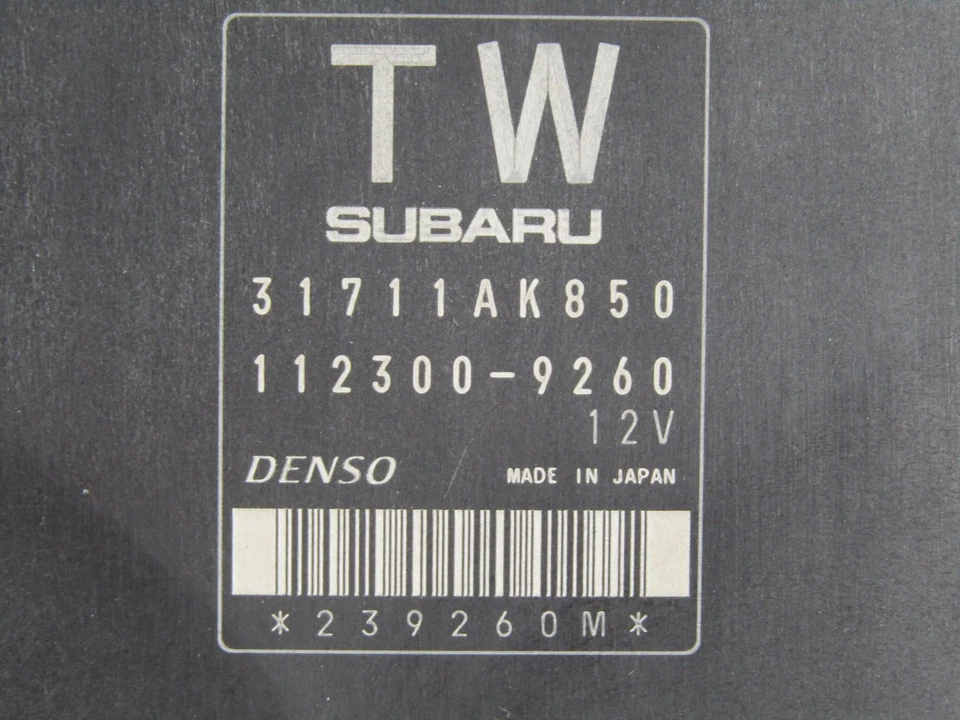 TW
SUBARU
31711AK850
112300-9260
12V
DENSO MADE IN JAPAN
*239260M*